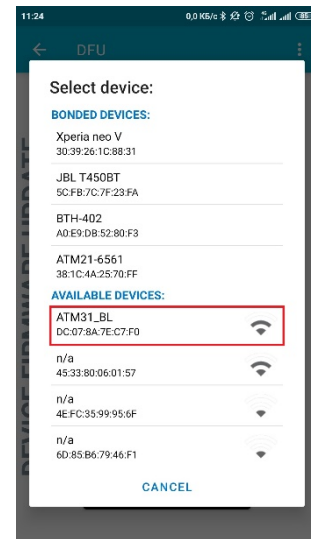 11:24
0,0 КБ/с
DFU
Select device:
BONDED DEVICES:
Xperia neo V
30:39:26:1C:88:31
JBL T450BT
5C:FB:7C:7F:23:FA
BTH-402
A0:E9:DB:52:80:F3
ATM21-6561
38:1C:4A:25:70:FF
AVAILABLE DEVICES:
ATM31_BL
DC:07:8A:7E:C7:F0
n/a
45:33:80:06:01:57
n/a
4E:FC:35:99:95:6F
n/a
6D:85:B6:79:46:F1
CANCEL
DEVICE FIRMWARE UPDATE